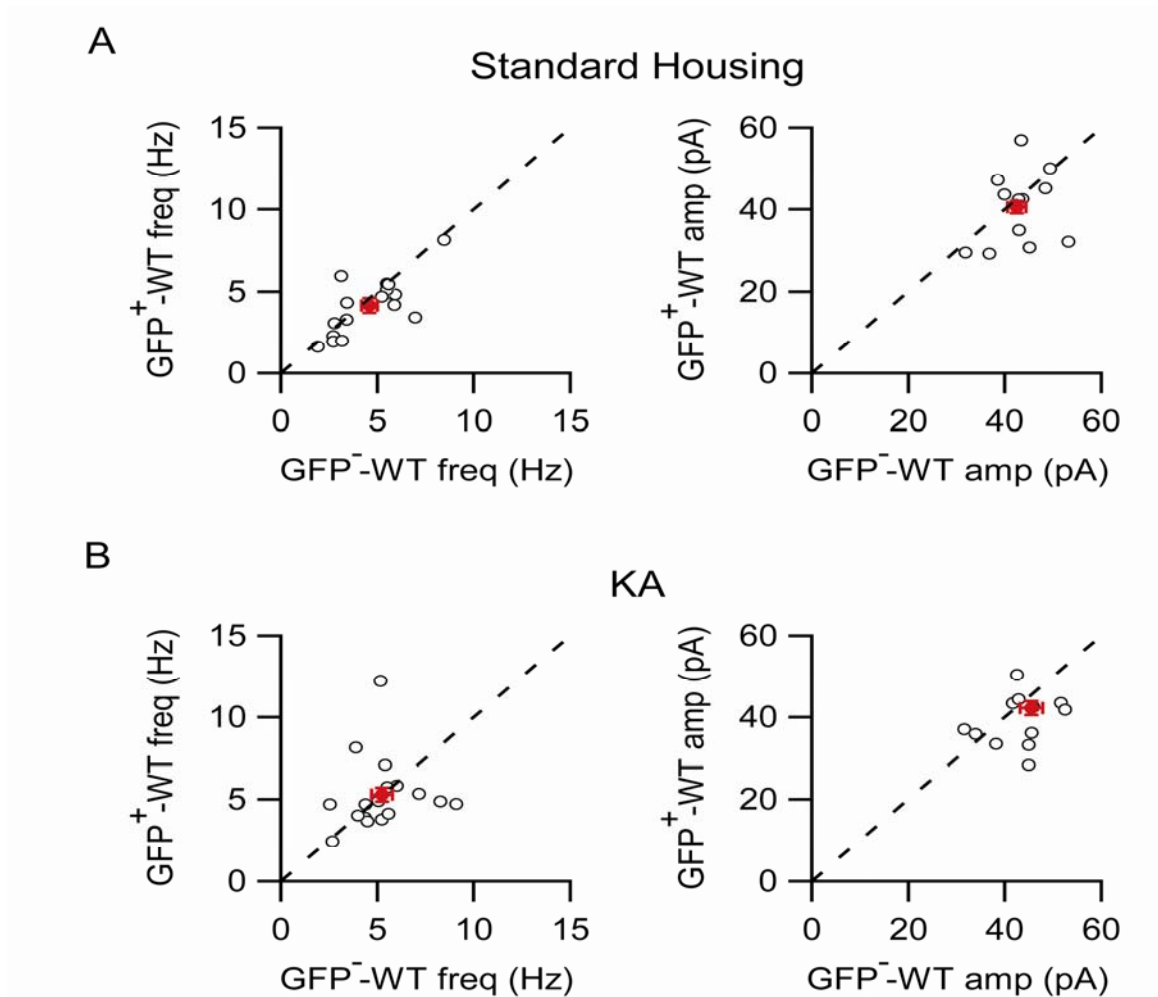 A
Standard Housing
GFP⁺-WT freq (Hz)
15
10
5
0
0 5 10 15
GFP⁻-WT freq (Hz)
GFP⁺-WT amp (pA)
60
40
20
0
0 20 40 60
GFP⁻-WT amp (pA)
B
KA
GFP⁺-WT freq (Hz)
15
10
5
0
0 5 10 15
GFP⁻-WT freq (Hz)
GFP⁺-WT amp (pA)
60
40
20
0
0 20 40 60
GFP⁻-WT amp (pA)